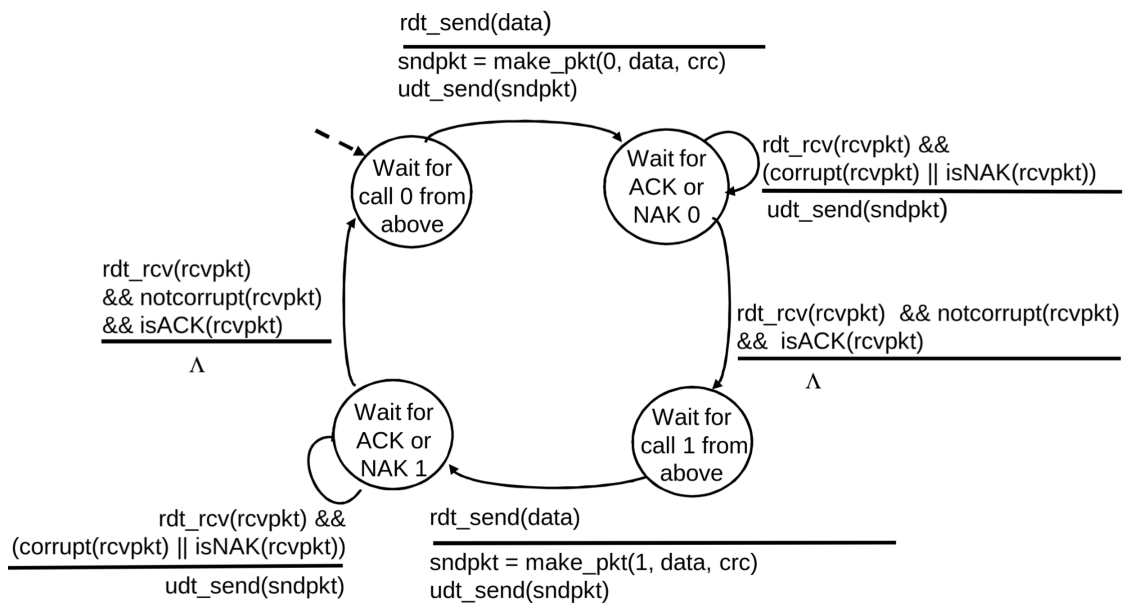 rdt_send(data)
sndpkt = make_pkt(0, data, crc)
udt_send(sndpkt)
Wait for
call 0 from
above
Wait for
ACK or
NAK 0
rdt_rcv(rcvpkt) &&
(corrupt(rcvpkt) || isNAK(rcvpkt))
udt_send(sndpkt)
rdt_rcv(rcvpkt)
&& notcorrupt(rcvpkt)
&& isACK(rcvpkt)
Λ
rdt_rcv(rcvpkt) && notcorrupt(rcvpkt)
&& isACK(rcvpkt)
Λ
Wait for
ACK or
NAK 1
Wait for
call 1 from
above
rdt_rcv(rcvpkt) &&
(corrupt(rcvpkt) || isNAK(rcvpkt))
udt_send(sndpkt)
rdt_send(data)
sndpkt = make_pkt(1, data, crc)
udt_send(sndpkt)